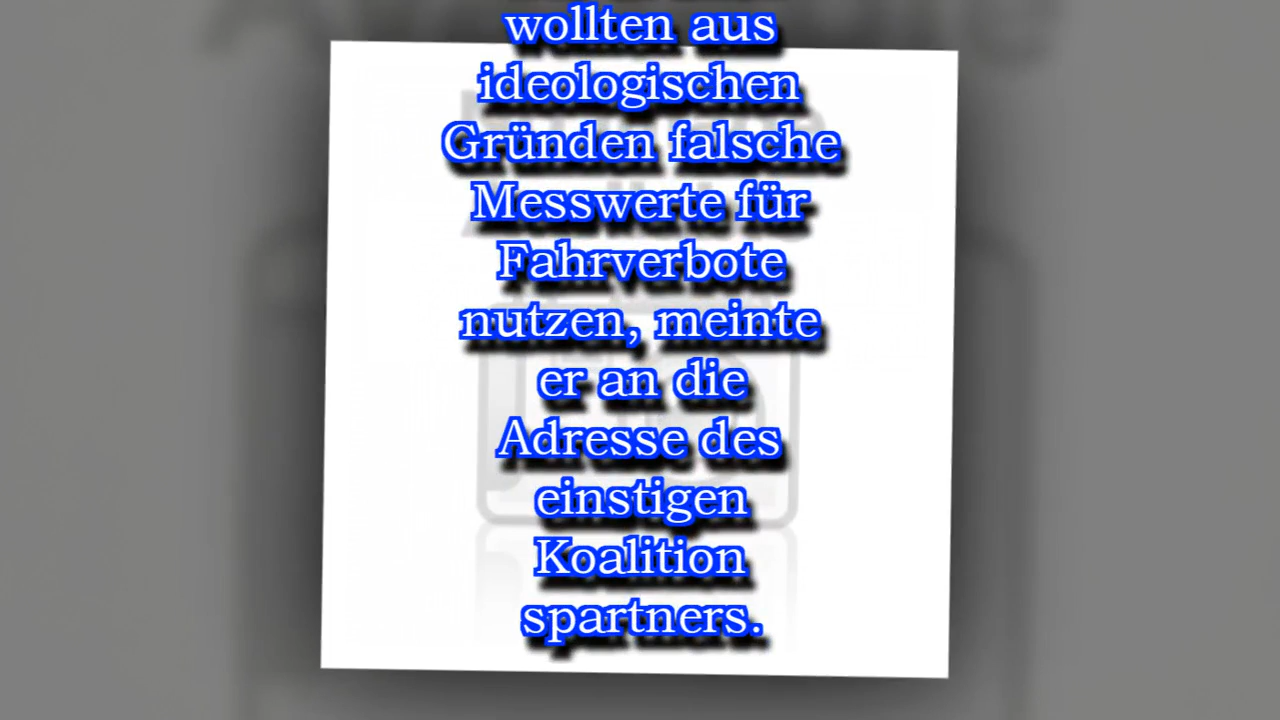 wollten aus
ideologischen
Gründen falsche
Messwerte für
Fahrverbote
nutzen, meinte
er an die
Adresse des
einstigen
Koalition
spartners.